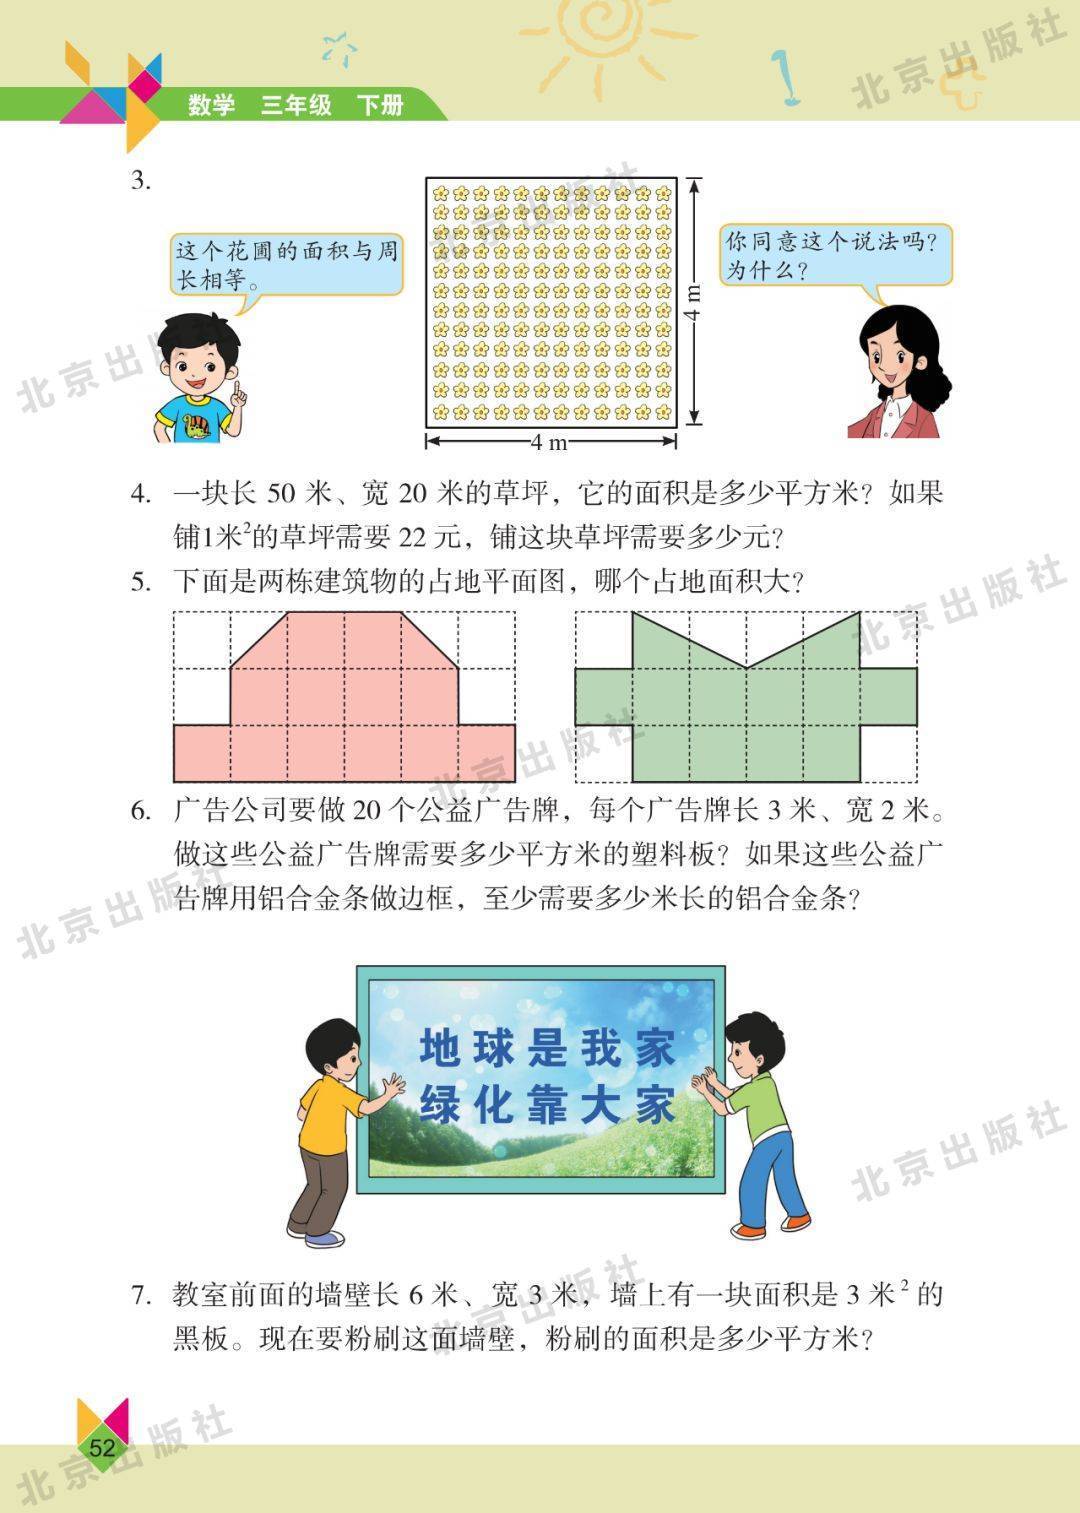 数学 三年级 下册
3.
这个花圃的面积与周
长相等。
你同意这个说法吗？
为什么？
4 m
4 m
4. 一块长 50 米、宽 20 米的草坪，它的面积是多少平方米？如果
铺1米²的草坪需要 22 元，铺这块草坪需要多少元？
5. 下面是两栋建筑物的占地平面图，哪个占地面积大？
6. 广告公司要做 20 个公益广告牌，每个广告牌长 3 米、宽 2 米。
做这些公益广告牌需要多少平方米的塑料板？如果这些公益广
告牌用铝合金条做边框，至少需要多少米长的铝合金条？
地球是我家
绿化靠大家
7. 教室前面的墙壁长 6 米、宽 3 米，墙上有一块面积是 3 米² 的
黑板。现在要粉刷这面墙壁，粉刷的面积是多少平方米？
52
北京出版社
北京出版社
北京出版社
北京出版社
北京出版社
北京出版社
北京出版社
北京出版社
北京出版社